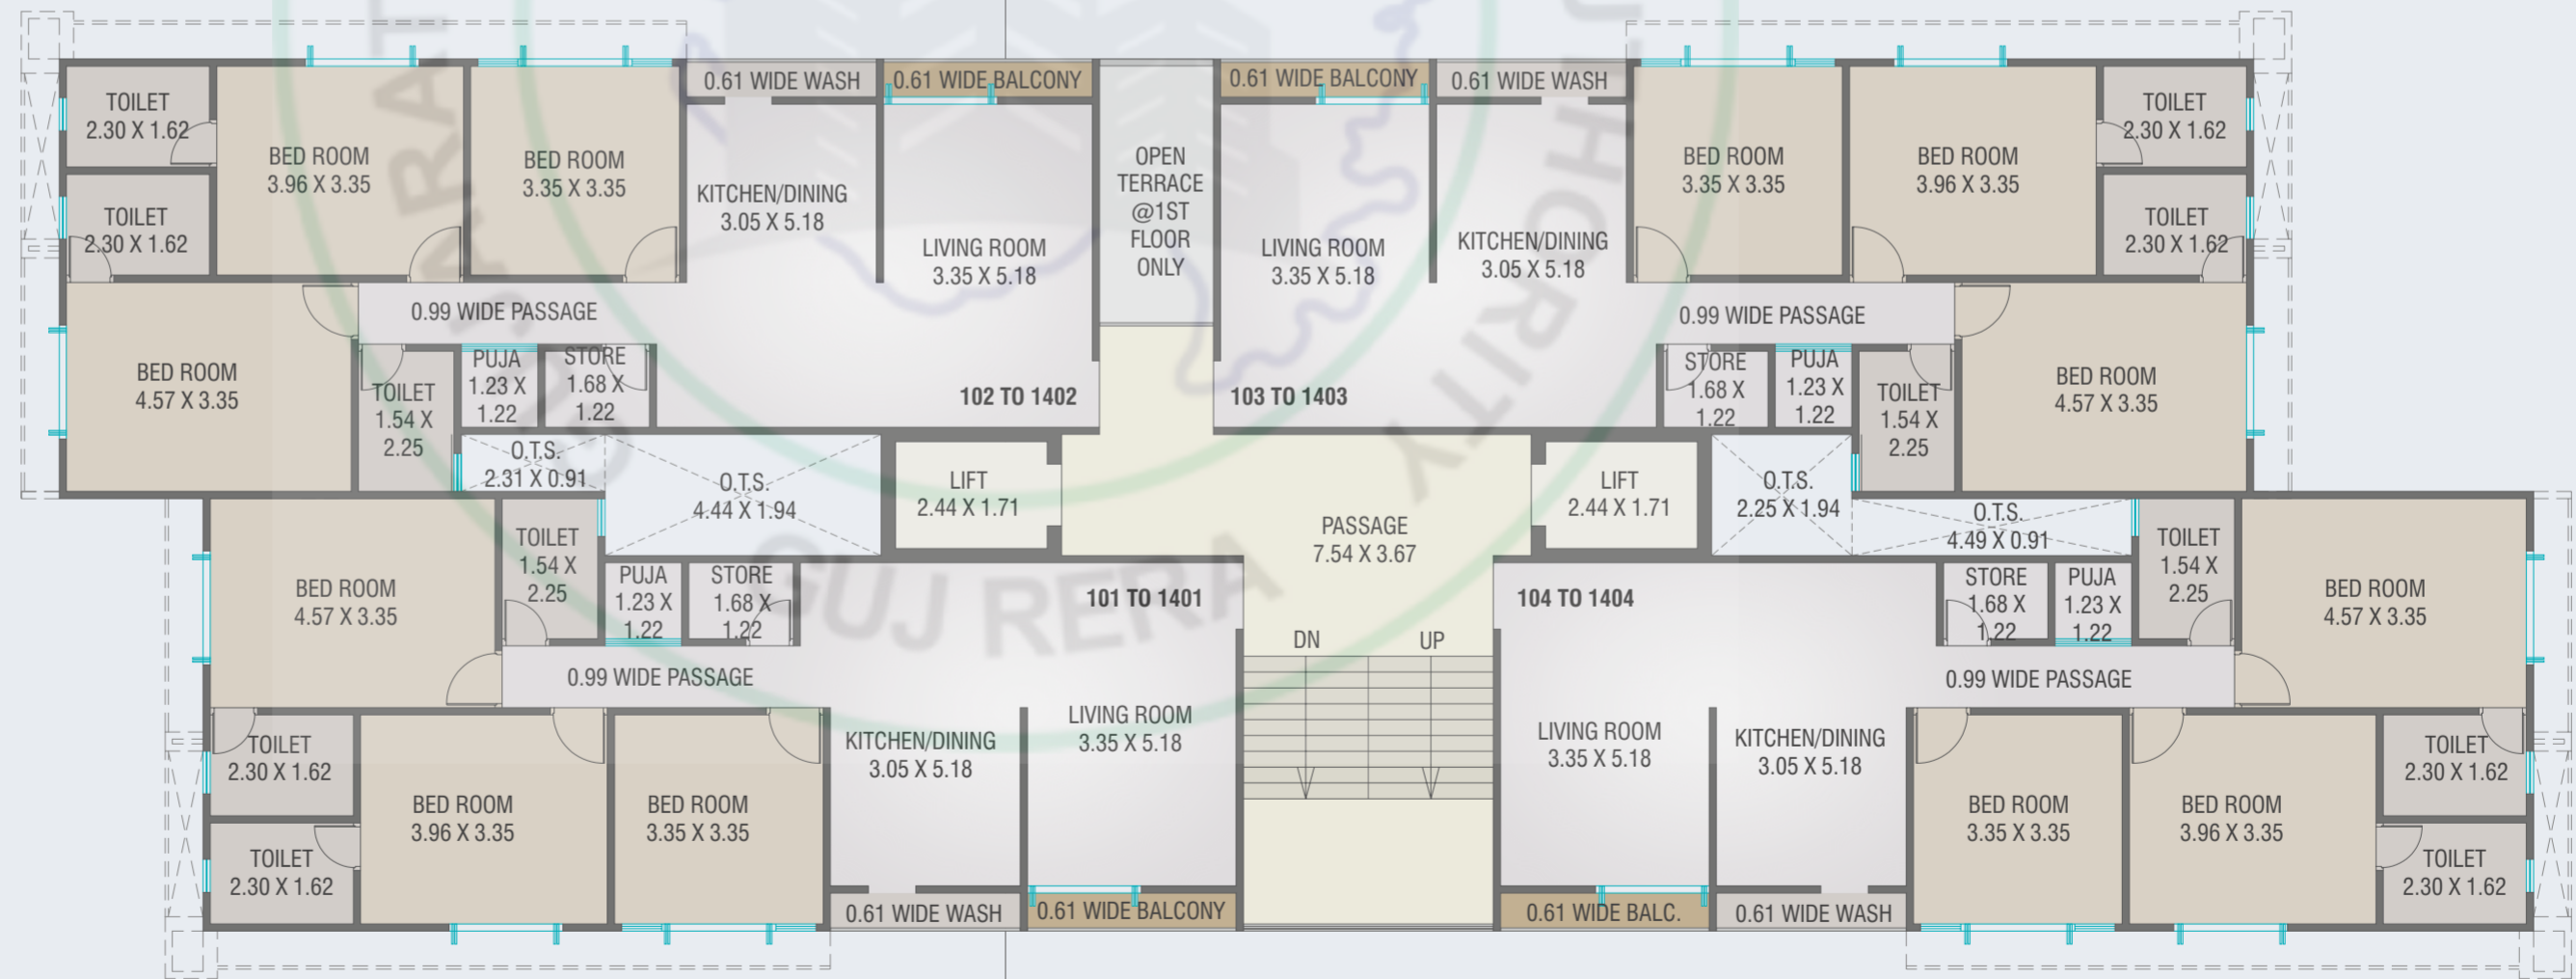 0.61 WIDE WASH
0.61 WIDE BALCONY
0.61 WIDE BALCONY
0.61 WIDE WASH
TOILET
2.30 X 1.62
BED ROOM
3.96 X 3.35
BED ROOM
3.35 X 3.35
KITCHEN/DINING
3.05 X 5.18
LIVING ROOM
3.35 X 5.18
OPEN
TERRACE
@1ST
FLOOR
ONLY
LIVING ROOM
3.35 X 5.18
KITCHEN/DINING
3.05 X 5.18
BED ROOM
3.35 X 3.35
BED ROOM
3.96 X 3.35
TOILET
2.30 X 1.62
TOILET
2.30 X 1.62
TOILET
2.30 X 1.62
0.99 WIDE PASSAGE
0.99 WIDE PASSAGE
BED ROOM
4.57 X 3.35
TOILET
1.54 X
2.25
PUJA
1.23 X
1.22
STORE
1.68 X
1.22
102 TO 1402
103 TO 1403
STORE
1.68 X
1.22
PUJA
1.23 X
1.22
TOILET
1.54 X
2.25
BED ROOM
4.57 X 3.35
O.T.S.
2.31 X 0.91
O.T.S.
4.44 X 1.94
LIFT
2.44 X 1.71
PASSAGE
7.54 X 3.67
LIFT
2.44 X 1.71
O.T.S.
2.25 X 1.94
O.T.S.
4.49 X 0.91
BED ROOM
4.57 X 3.35
TOILET
1.54 X
2.25
PUJA
1.23 X
1.22
STORE
1.68 X
1.22
101 TO 1401
104 TO 1404
STORE
1.68 X
1.22
PUJA
1.23 X
1.22
TOILET
1.54 X
2.25
BED ROOM
4.57 X 3.35
DN
UP
0.99 WIDE PASSAGE
0.99 WIDE PASSAGE
TOILET
2.30 X 1.62
BED ROOM
3.96 X 3.35
BED ROOM
3.35 X 3.35
KITCHEN/DINING
3.05 X 5.18
LIVING ROOM
3.35 X 5.18
LIVING ROOM
3.35 X 5.18
KITCHEN/DINING
3.05 X 5.18
BED ROOM
3.35 X 3.35
BED ROOM
3.96 X 3.35
TOILET
2.30 X 1.62
TOILET
2.30 X 1.62
TOILET
2.30 X 1.62
0.61 WIDE WASH
0.61 WIDE BALCONY
0.61 WIDE BALC.
0.61 WIDE WASH
GUJ RERA